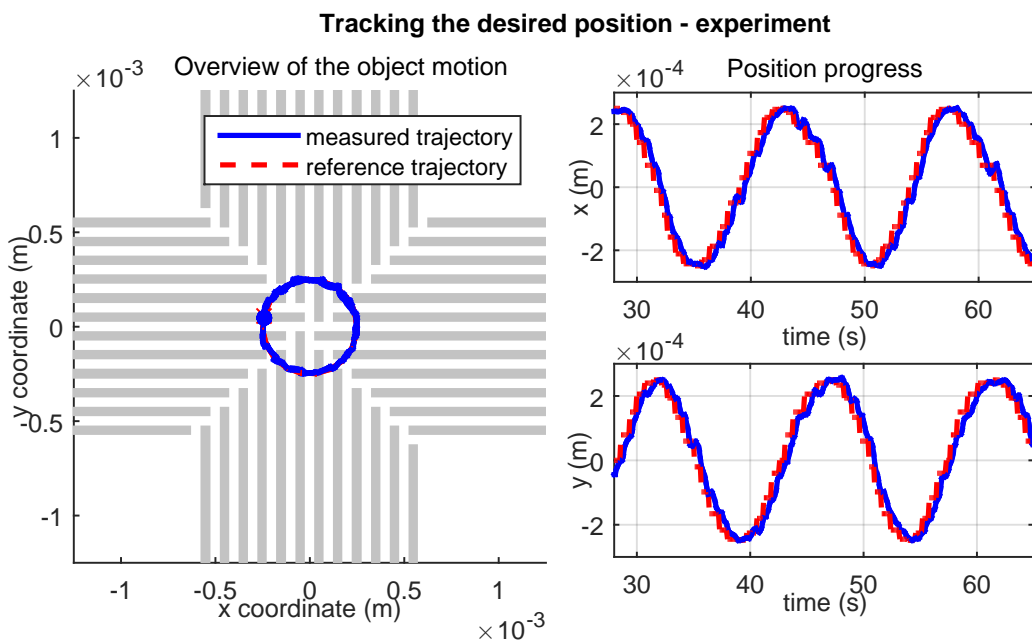 Tracking the desired position - experiment
× 10^-3
Overview of the object motion
measured trajectory
reference trajectory
y coordinate (m)
1
0.5
0
-0.5
-1
-1
-0.5
0
0.5
1
x coordinate (m)
× 10^-3
× 10^-4
Position progress
x (m)
2
0
-2
30
40
50
60
time (s)
× 10^-4
y (m)
2
0
-2
30
40
50
60
time (s)